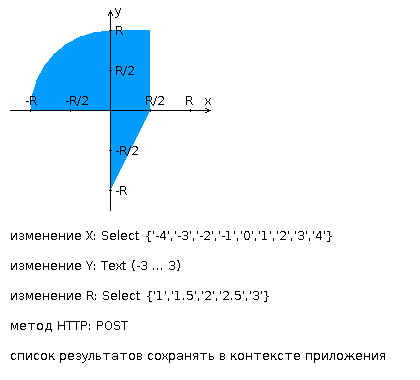 y
R
R/2
-R -R/2 R/2 R x
-R/2
-R
изменение X: Select {'-4','-3','-2','-1','0','1','2','3','4'}
изменение Y: Text (-3 ... 3)
изменение R: Select {'1','1.5','2','2.5','3'}
метод HTTP: POST
список результатов сохранять в контексте приложения